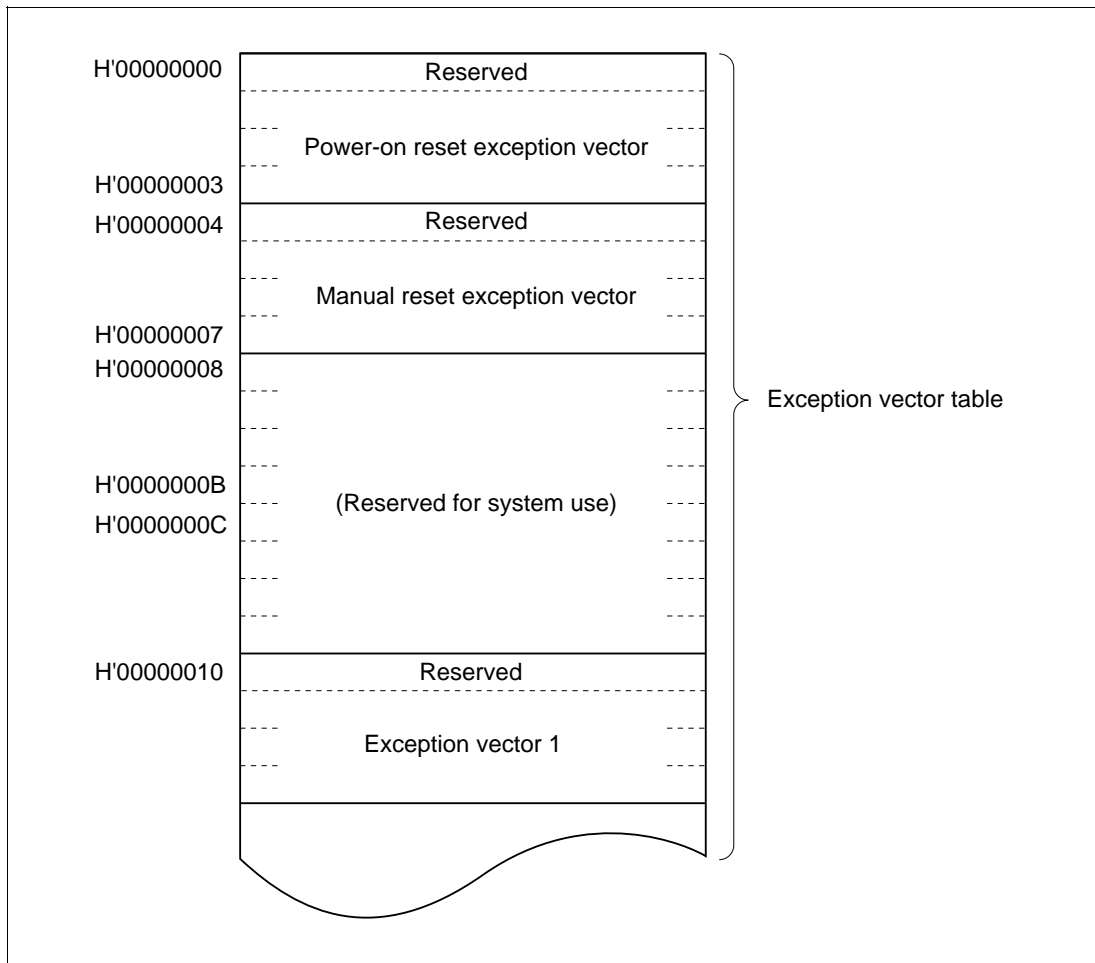 H'00000000
Reserved
Power-on reset exception vector
H'00000003
H'00000004
Reserved
Manual reset exception vector
H'00000007
H'00000008
Exception vector table
H'0000000B
(Reserved for system use)
H'0000000C
H'00000010
Reserved
Exception vector 1